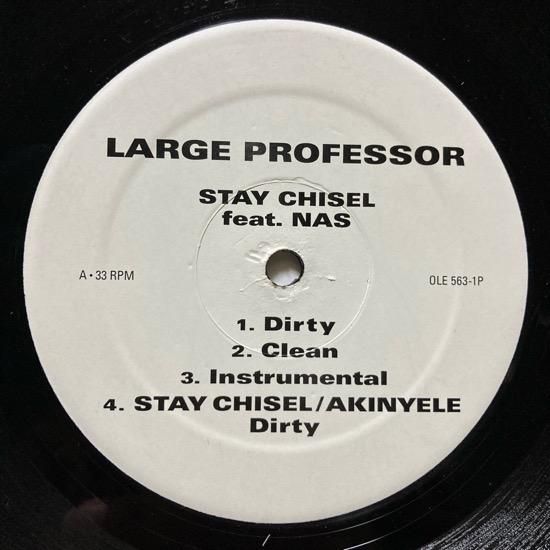 LARGE PROFESSOR
STAY CHISEL
feat. NAS
A • 33 RPM
OLE 563-1P
1. Dirty
2. Clean
3. Instrumental
4. STAY CHISEL/AKINYELE
Dirty